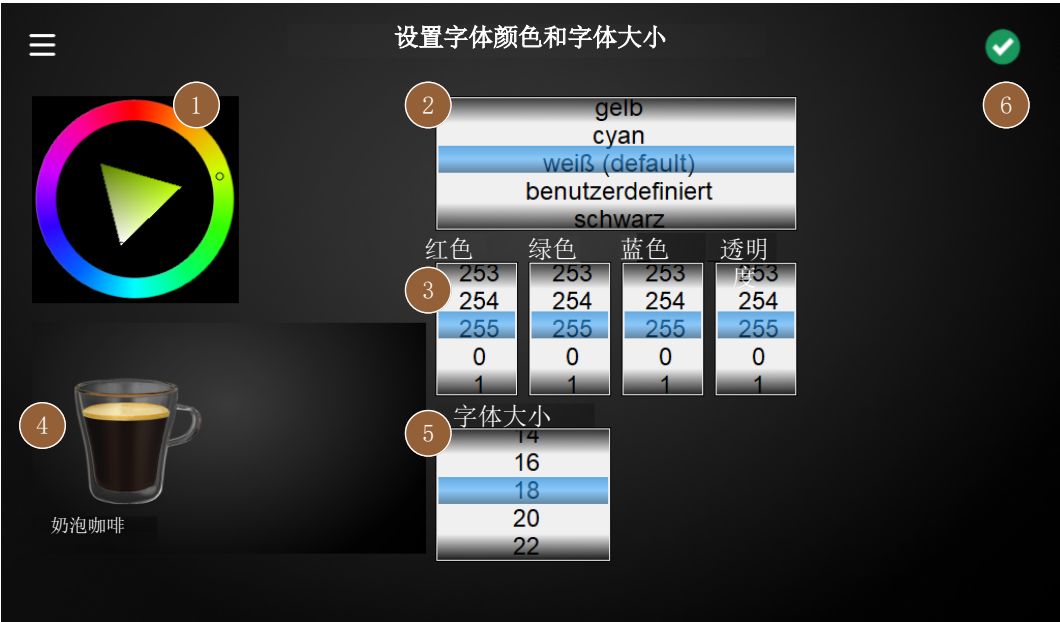 设置字体颜色和字体大小
1
2
6
gelb
cyan
weiß (default)
benutzerdefiniert
schwarz
红色 绿色 蓝色 透明度
3
253 253 253 253
254 254 254 254
255 255 255 255
0 0 0 0
1 1 1 1
4
5
字体大小
14
16
18
20
22
奶泡咖啡